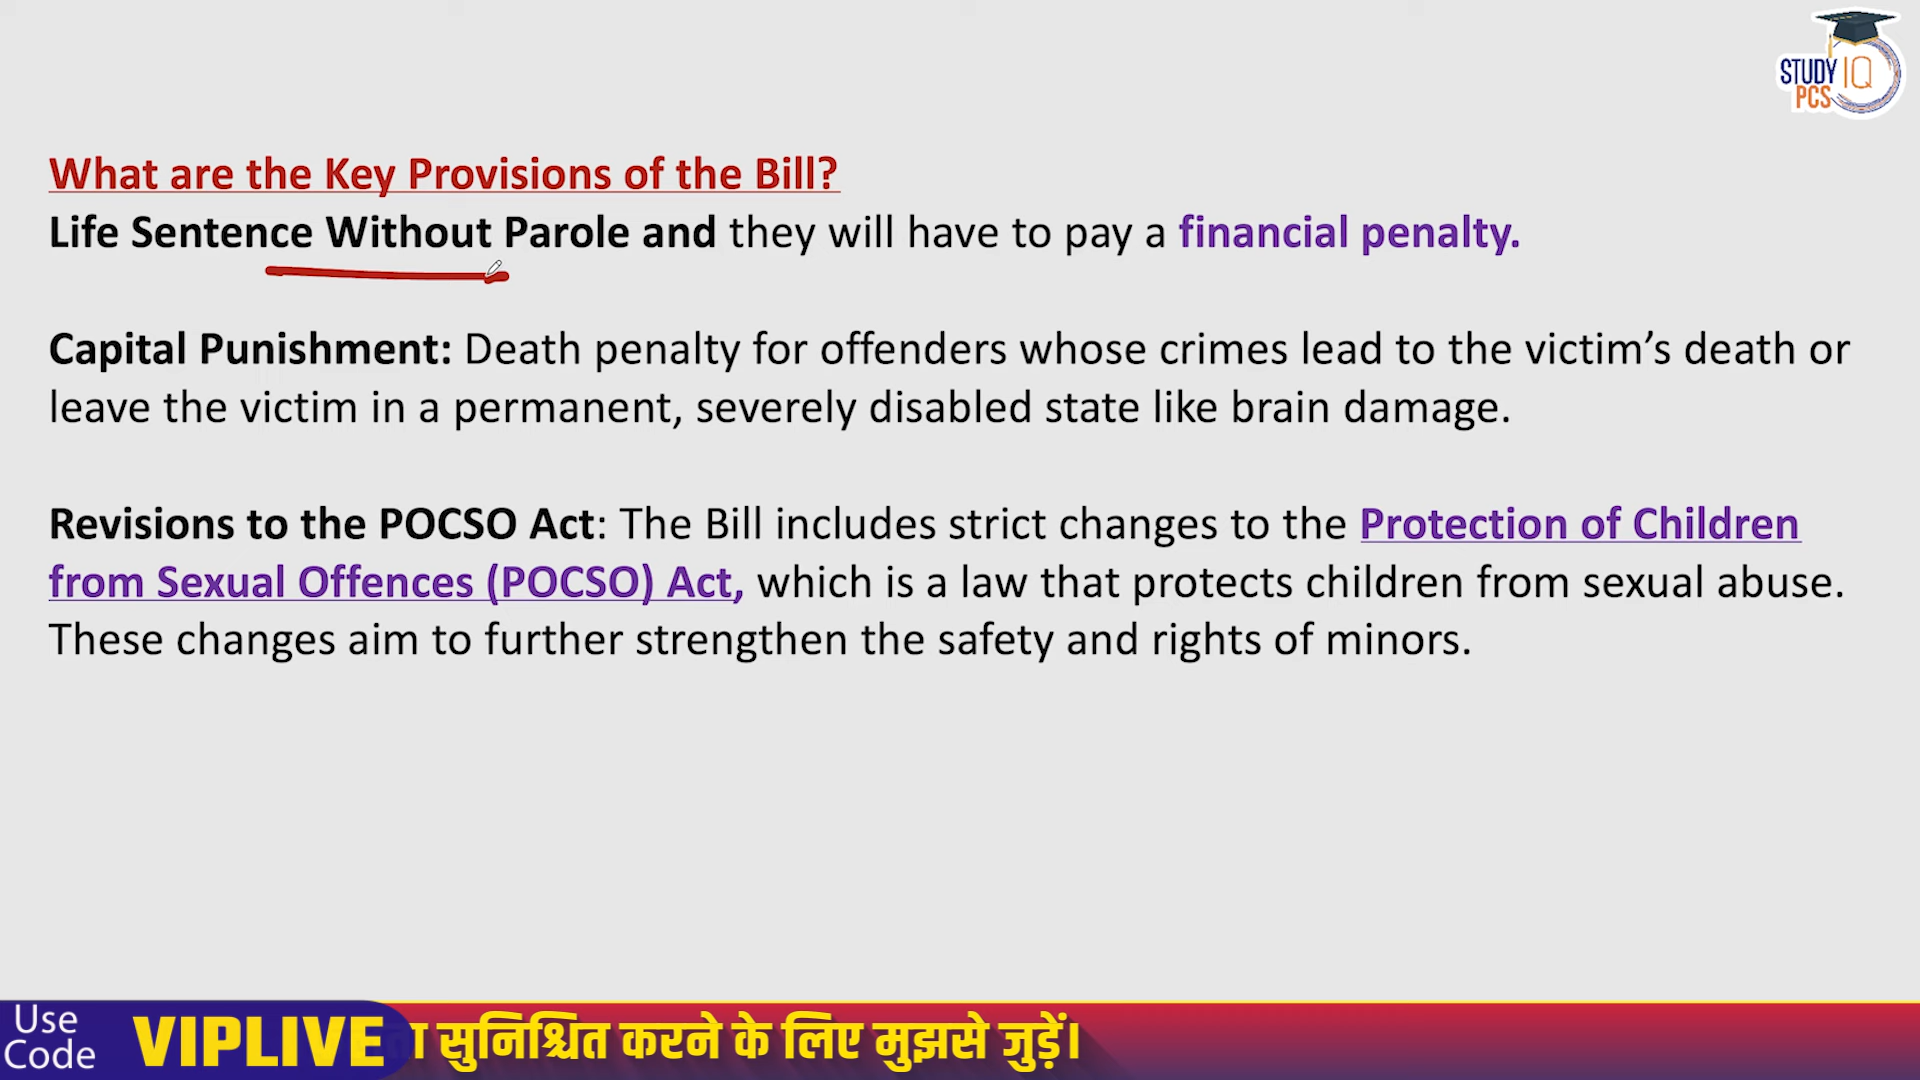 STUDY IQ
PCS
What are the Key Provisions of the Bill?
Life Sentence Without Parole and they will have to pay a financial penalty.
Capital Punishment: Death penalty for offenders whose crimes lead to the victim’s death or
leave the victim in a permanent, severely disabled state like brain damage.
Revisions to the POCSO Act: The Bill includes strict changes to the Protection of Children
from Sexual Offences (POCSO) Act, which is a law that protects children from sexual abuse.
These changes aim to further strengthen the safety and rights of minors.
Use
Code
VIPLIVE
सुनिश्चित करने के लिए मुझसे जुड़ें।